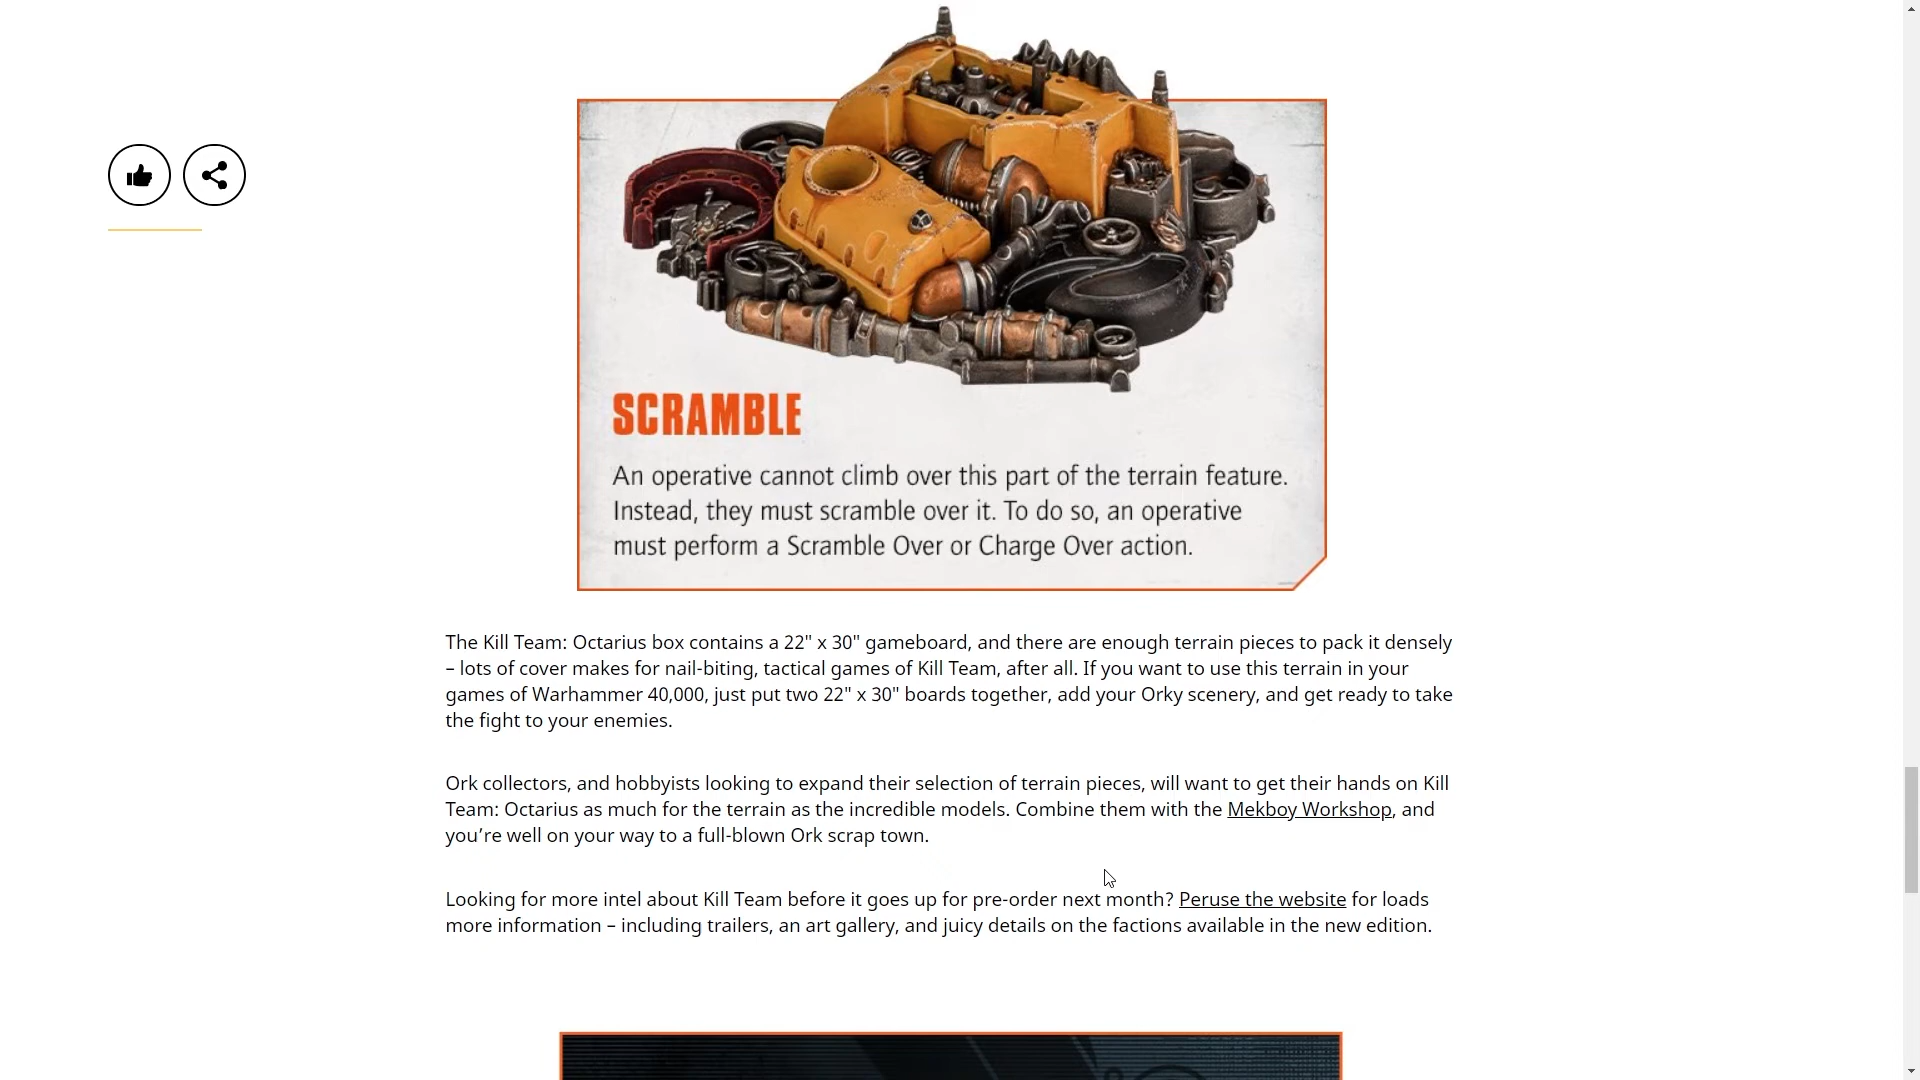 SCRAMBLE
An operative cannot climb over this part of the terrain feature.
Instead, they must scramble over it. To do so, an operative
must perform a Scramble Over or Charge Over action.
The Kill Team: Octarius box contains a 22" x 30" gameboard, and there are enough terrain pieces to pack it densely
– lots of cover makes for nail-biting, tactical games of Kill Team, after all. If you want to use this terrain in your
games of Warhammer 40,000, just put two 22" x 30" boards together, add your Orky scenery, and get ready to take
the fight to your enemies.
Ork collectors, and hobbyists looking to expand their selection of terrain pieces, will want to get their hands on Kill
Team: Octarius as much for the terrain as the incredible models. Combine them with the Mekboy Workshop, and
you’re well on your way to a full-blown Ork scrap town.
Looking for more intel about Kill Team before it goes up for pre-order next month? Peruse the website for loads
more information – including trailers, an art gallery, and juicy details on the factions available in the new edition.